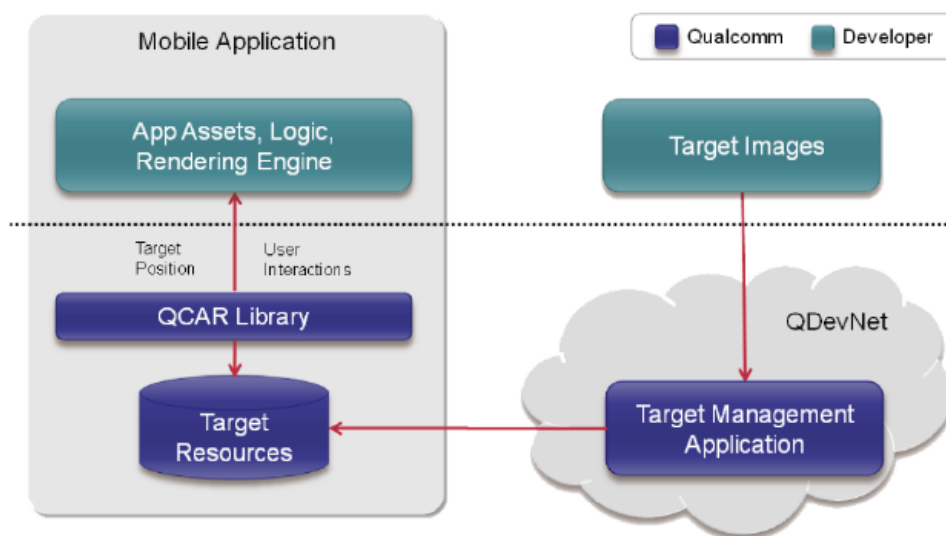 Mobile Application
Qualcomm
Developer
App Assets, Logic,
Rendering Engine
Target Images
Target
Position
User
Interactions
QCAR Library
QDevNet
Target
Resources
Target Management
Application